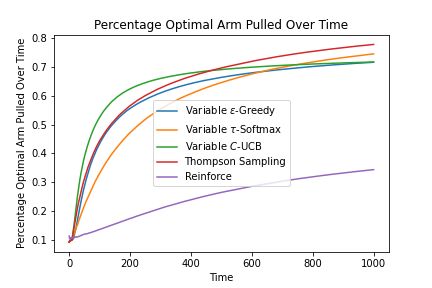 Percentage Optimal Arm Pulled Over Time
Percentage Optimal Arm Pulled Over Time
0.8
0.7
0.6
0.5
0.4
0.3
0.2
0.1
Variable ε-Greedy
Variable τ-Softmax
Variable C-UCB
Thompson Sampling
Reinforce
0 200 400 600 800 1000
Time